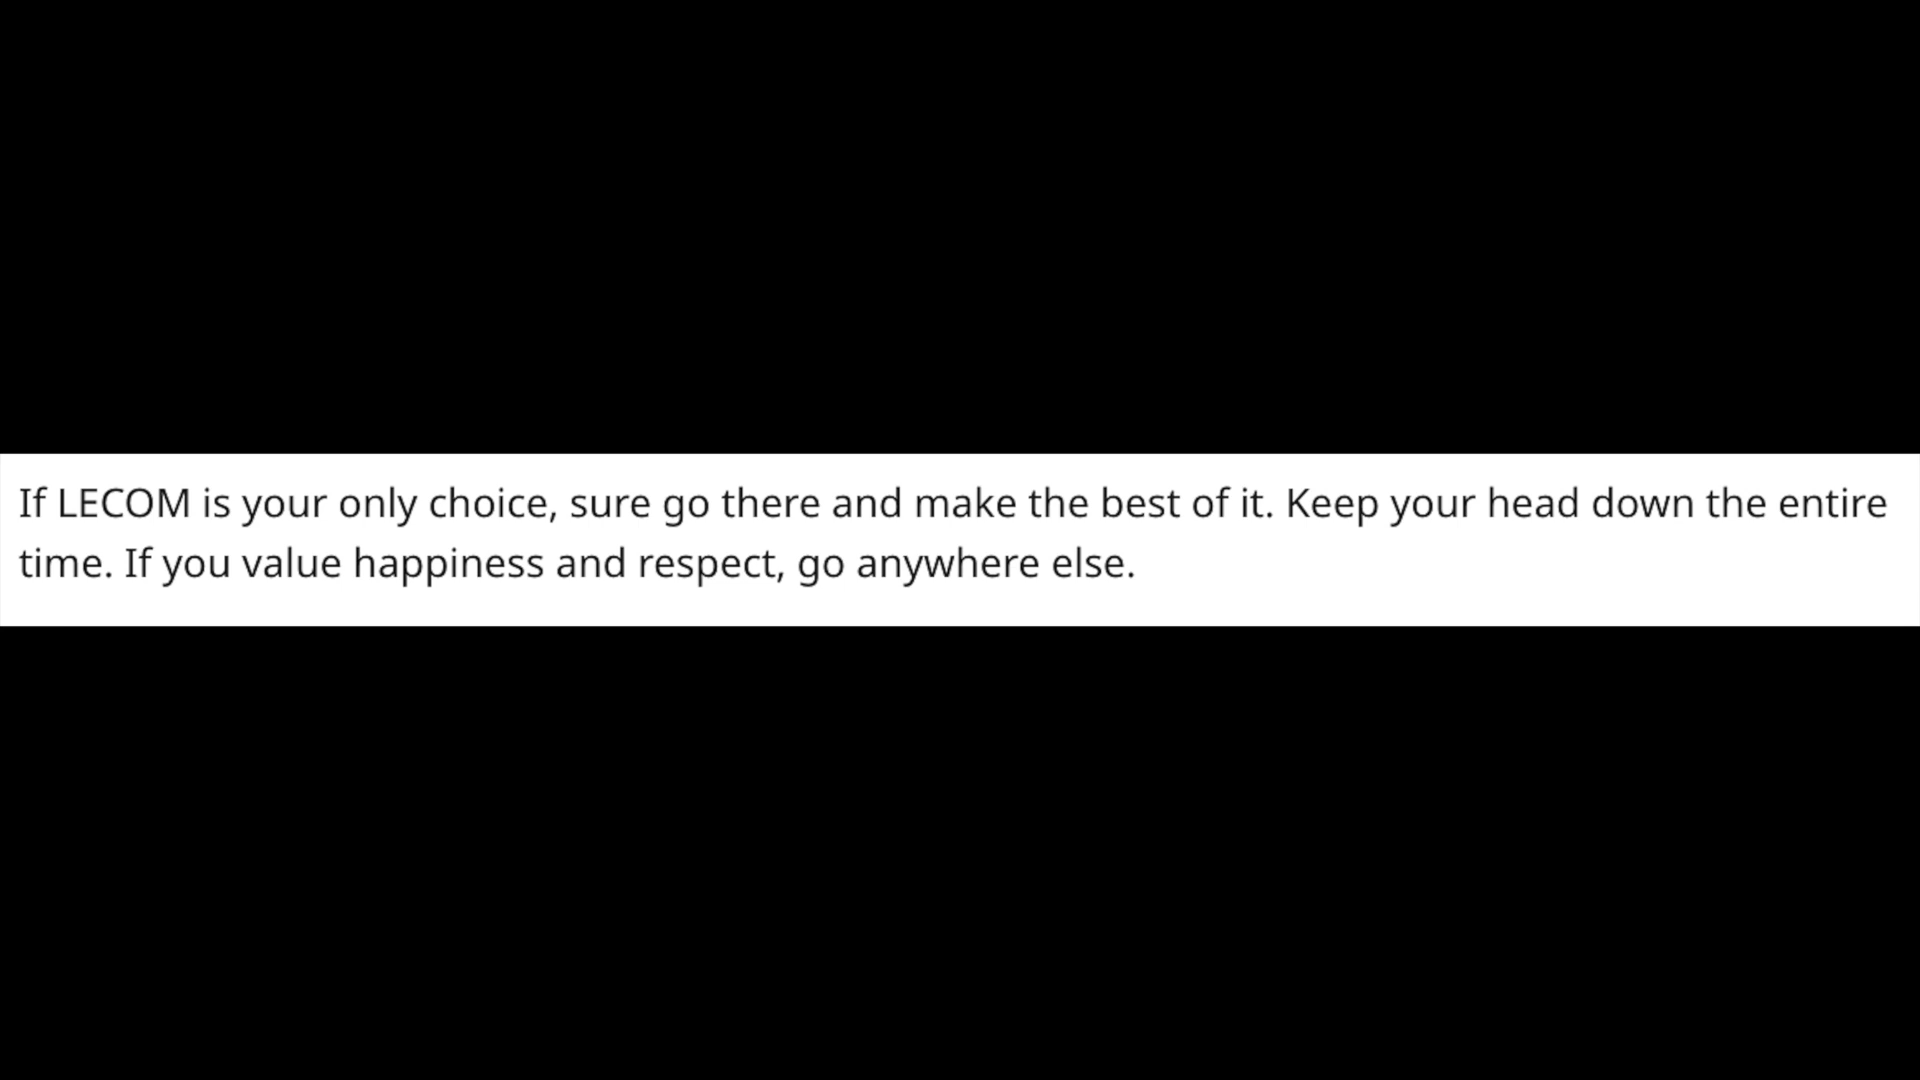 If LECOM is your only choice, sure go there and make the best of it. Keep your head down the entire
time. If you value happiness and respect, go anywhere else.